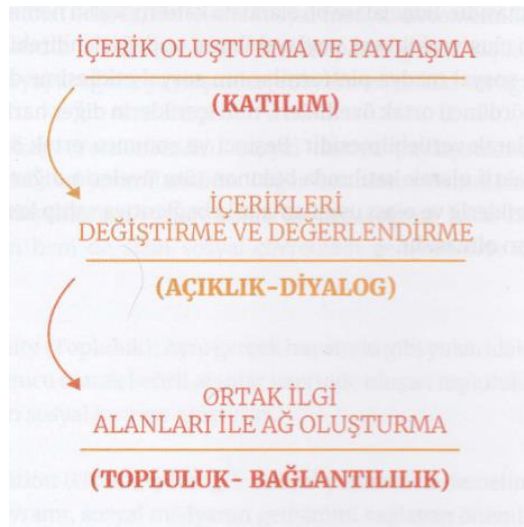 İÇERİK OLUŞTURMA VE PAYLAŞMA
(KATILIM)
İÇERİKLERİ
DEĞİŞTİRME VE DEĞERLENDİRME
(AÇIKLIK-DİYALOG)
ORTAK İLGİ
ALANLARI İLE AĞ OLUŞTURMA
(TOPLULUK- BAĞLANTILILIK)